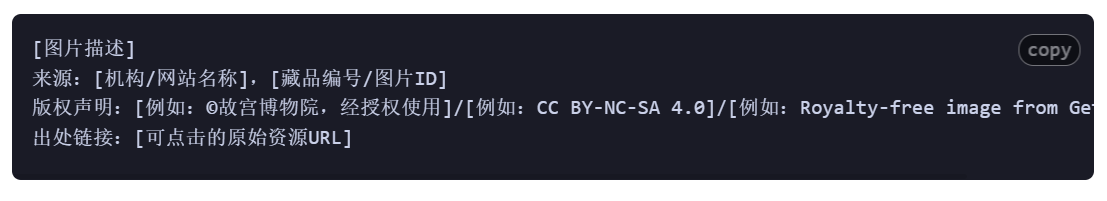 [图片描述]
copy
来源：[机构/网站名称]，[藏品编号/图片ID]
版权声明：[例如：©故宫博物院，经授权使用]/[例如：CC BY-NC-SA 4.0]/[例如：Royalty-free image from
出处链接：[可点击的原始资源URL]